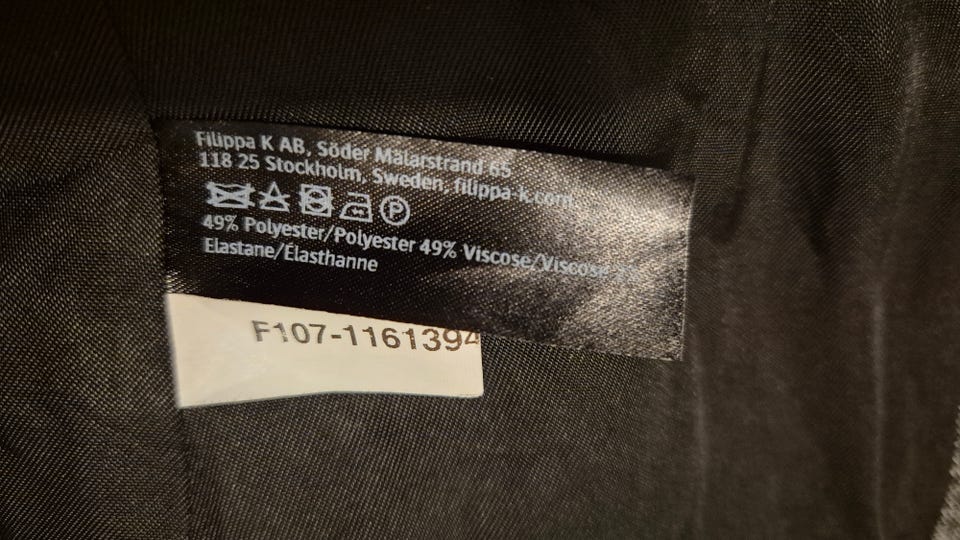 Filippa K AB, Söder Mälarstrand 65
118 25 Stockholm, Sweden, filippa-k.com
P
49% Polyester/Polyester 49% Viscose/Viscose
Elastane/Élasthanne
F107-1161394